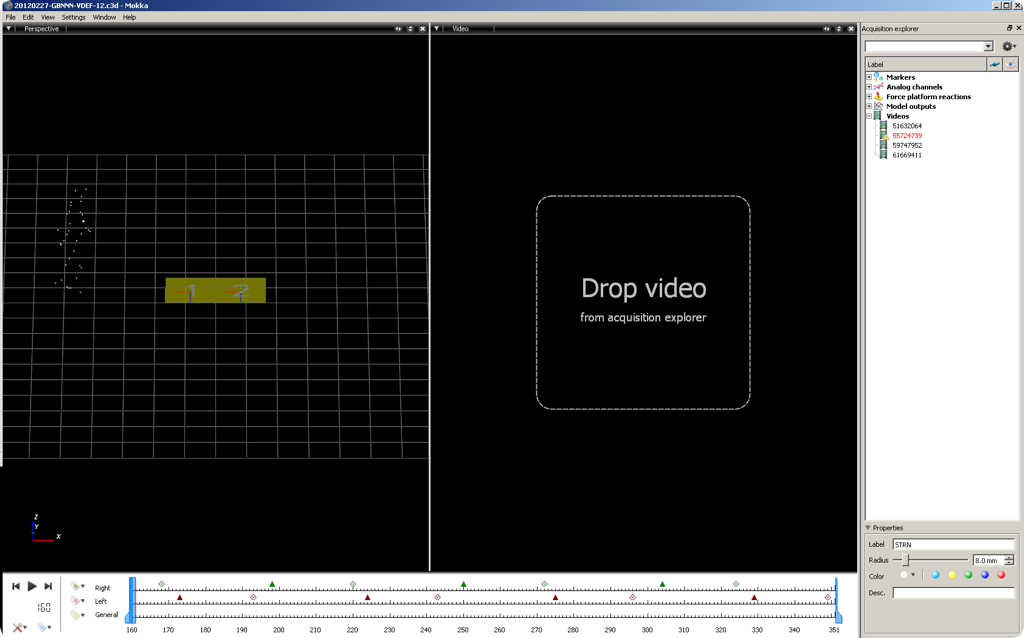 20120227-GBNNN-VDEF-12.c3d - Mokka
File Edit View Settings Window Help
Perspective
Video
Acquisition explorer
Label
Markers
Analog channels
Force platform reactions
Model outputs
Videos
51632064
55724739
59747952
61669411
1 2
Drop video
from acquisition explorer
Z
Y
X
Properties
Label STRN
Radius 8.0 mm
Color
Desc.
Right
Left
General
160
160 170 180 190 200 210 220 230 240 250 260 270 280 290 300 310 320 330 340 351